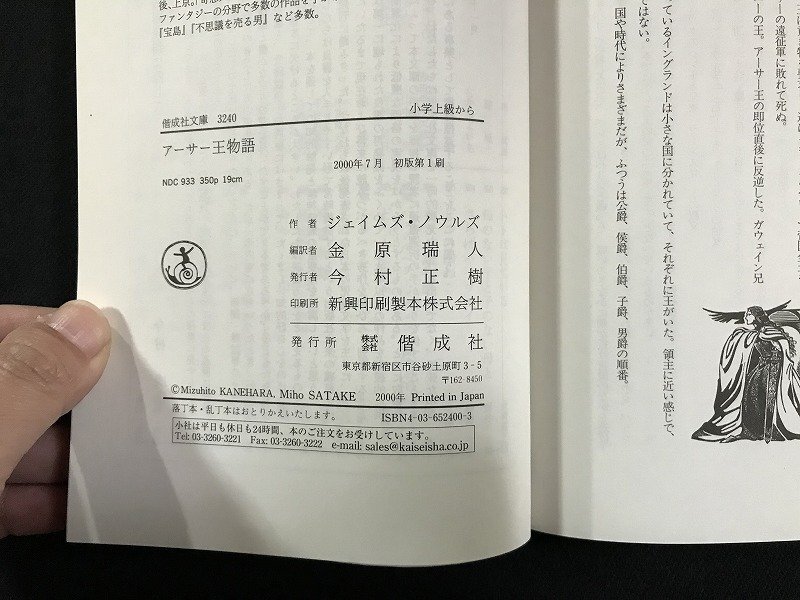 後、上京。
ファンタジーの分野で多数の作品を
『宝島』『不思議を売る男』など多数。
偕成社文庫 3240
小学上級から
アーサー王物語
2000年7月 初版第1刷
NDC 933 350p 19cm
作者 ジェイムズ・ノウルズ
編訳者 金原瑞人
発行者 今村正樹
印刷所 新興印刷製本株式会社
発行所 株式会社 偕成社
東京都新宿区市谷砂土原町3-5
〒162-8450
©Mizuhito KANEHARA, Miho SATAKE 2000年 Printed in Japan
落丁本・乱丁本はおとりかえいたします。 ISBN4-03-652400-3
小社は平日も休日も24時間、本のご注文をお受けしています。
Tel: 03-3260-3221 Fax: 03-3260-3222 e-mail: sales@kaiseisha.co.jp
ーの遠征軍に敗れて死ぬ。
ーの王。アーサー王の即位直後に反逆した。ガウェイン兄
ているイングランドは小さな国に分かれていて、それぞれに王がいた。領主に近い感じで、
ではない。
国や時代によりさまざまだが、ふつうは公爵、侯爵、伯爵、子爵、男爵の順番。